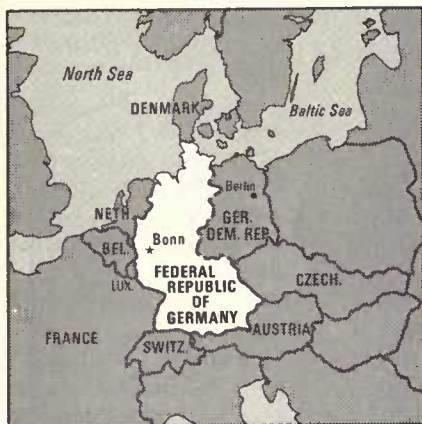 North Sea
DENMARK
Baltic Sea
Berlin
NETH.
GER.
DEM. REP.
Bonn
BEL.
FEDERAL
REPUBLIC
OF
GERMANY
LUX.
CZECH.
FRANCE
AUSTRIA
SWITZ.